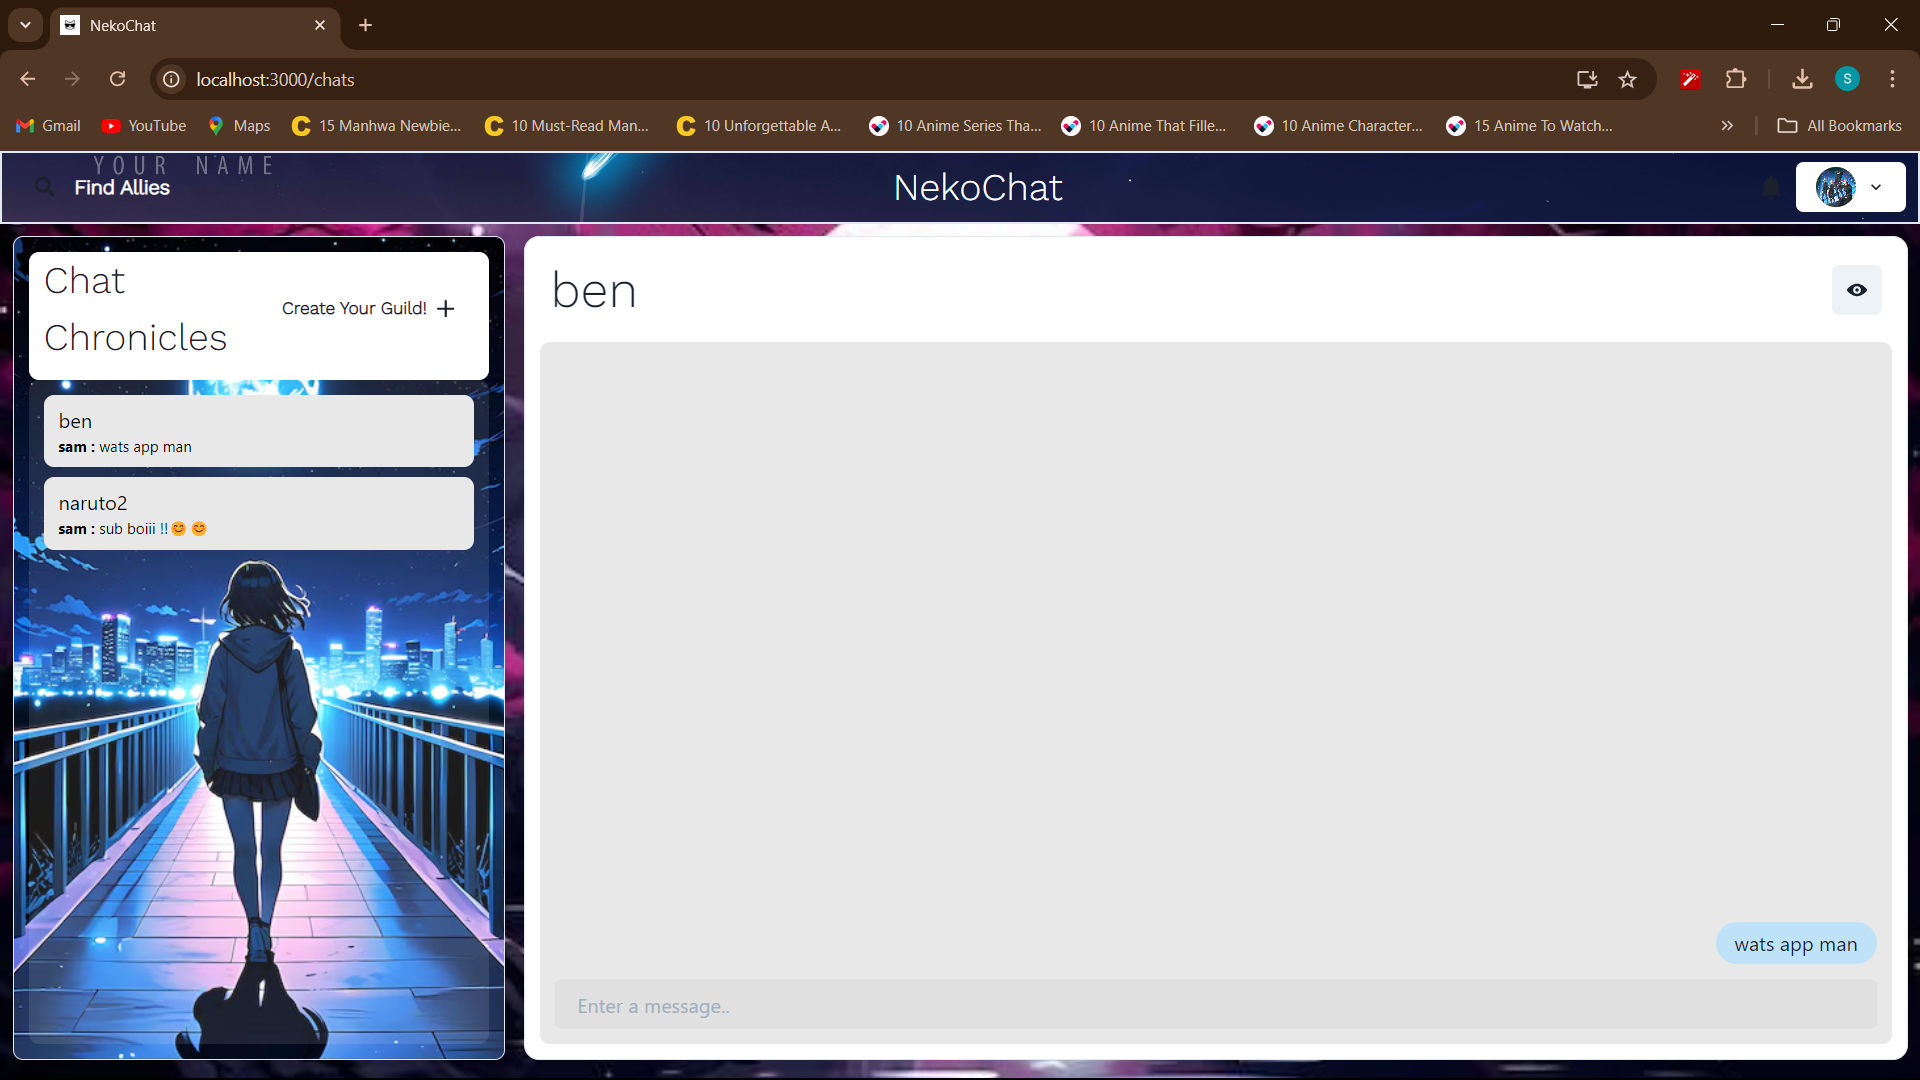 NekoChat
localhost:3000/chats
S
Gmail
YouTube
Maps
15 Manhwa Newbie...
10 Must-Read Man...
10 Unforgettable A...
10 Anime Series Tha...
10 Anime That Fille...
10 Anime Character...
15 Anime To Watch...
All Bookmarks
YOUR NAME
Find Allies
NekoChat
Chat
Chronicles
Create Your Guild!
ben
sam : wats app man
naruto2
sam : sub boiii !!😊 😊
ben
wats app man
Enter a message..